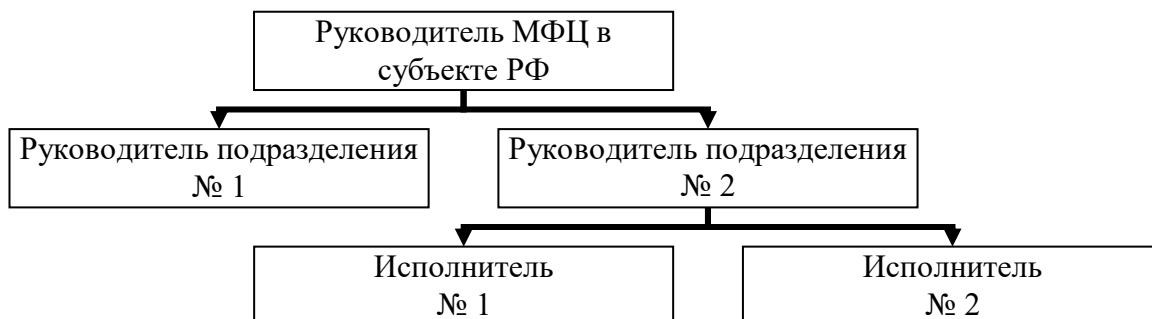 Руководитель МФЦ в
субъекте РФ
Руководитель подразделения
№ 1
Руководитель подразделения
№ 2
Исполнитель
№ 1
Исполнитель
№ 2